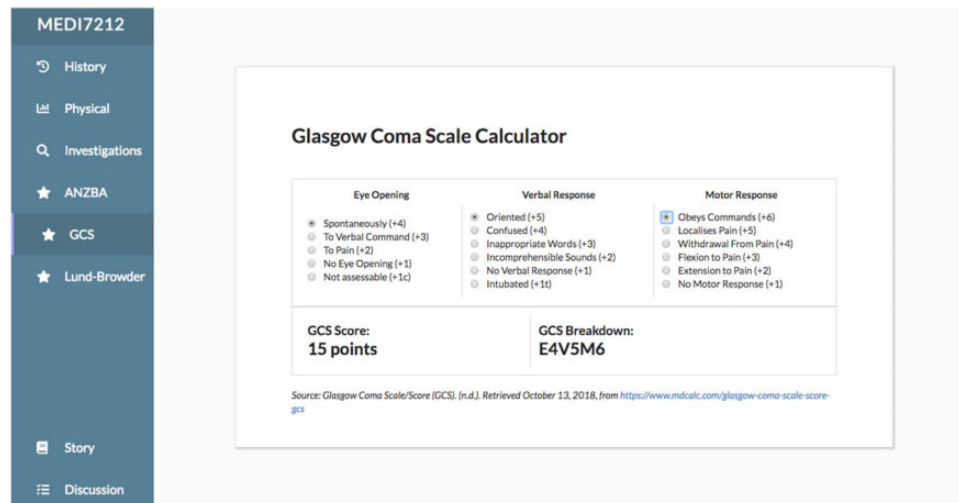 MEDI7212
History
Physical
Investigations
ANZBA
GCS
Lund-Browder
Story
Discussion
Glasgow Coma Scale Calculator
Eye Opening
Spontaneously (+4)
To Verbal Command (+3)
To Pain (+2)
No Eye Opening (+1)
Not assessable (+1c)
Verbal Response
Oriented (+5)
Confused (+4)
Inappropriate Words (+3)
Incomprehensible Sounds (+2)
No Verbal Response (+1)
Intubated (+1t)
Motor Response
Obeys Commands (+6)
Localises Pain (+5)
Withdrawal From Pain (+4)
Flexion to Pain (+3)
Extension to Pain (+2)
No Motor Response (+1)
GCS Score:
15 points
GCS Breakdown:
E4V5M6
Source: Glasgow Coma Scale/Score (GCS). (n.d.). Retrieved October 13, 2018, from https://www.mdcalc.com/glasgow-coma-scale-score-
gcs